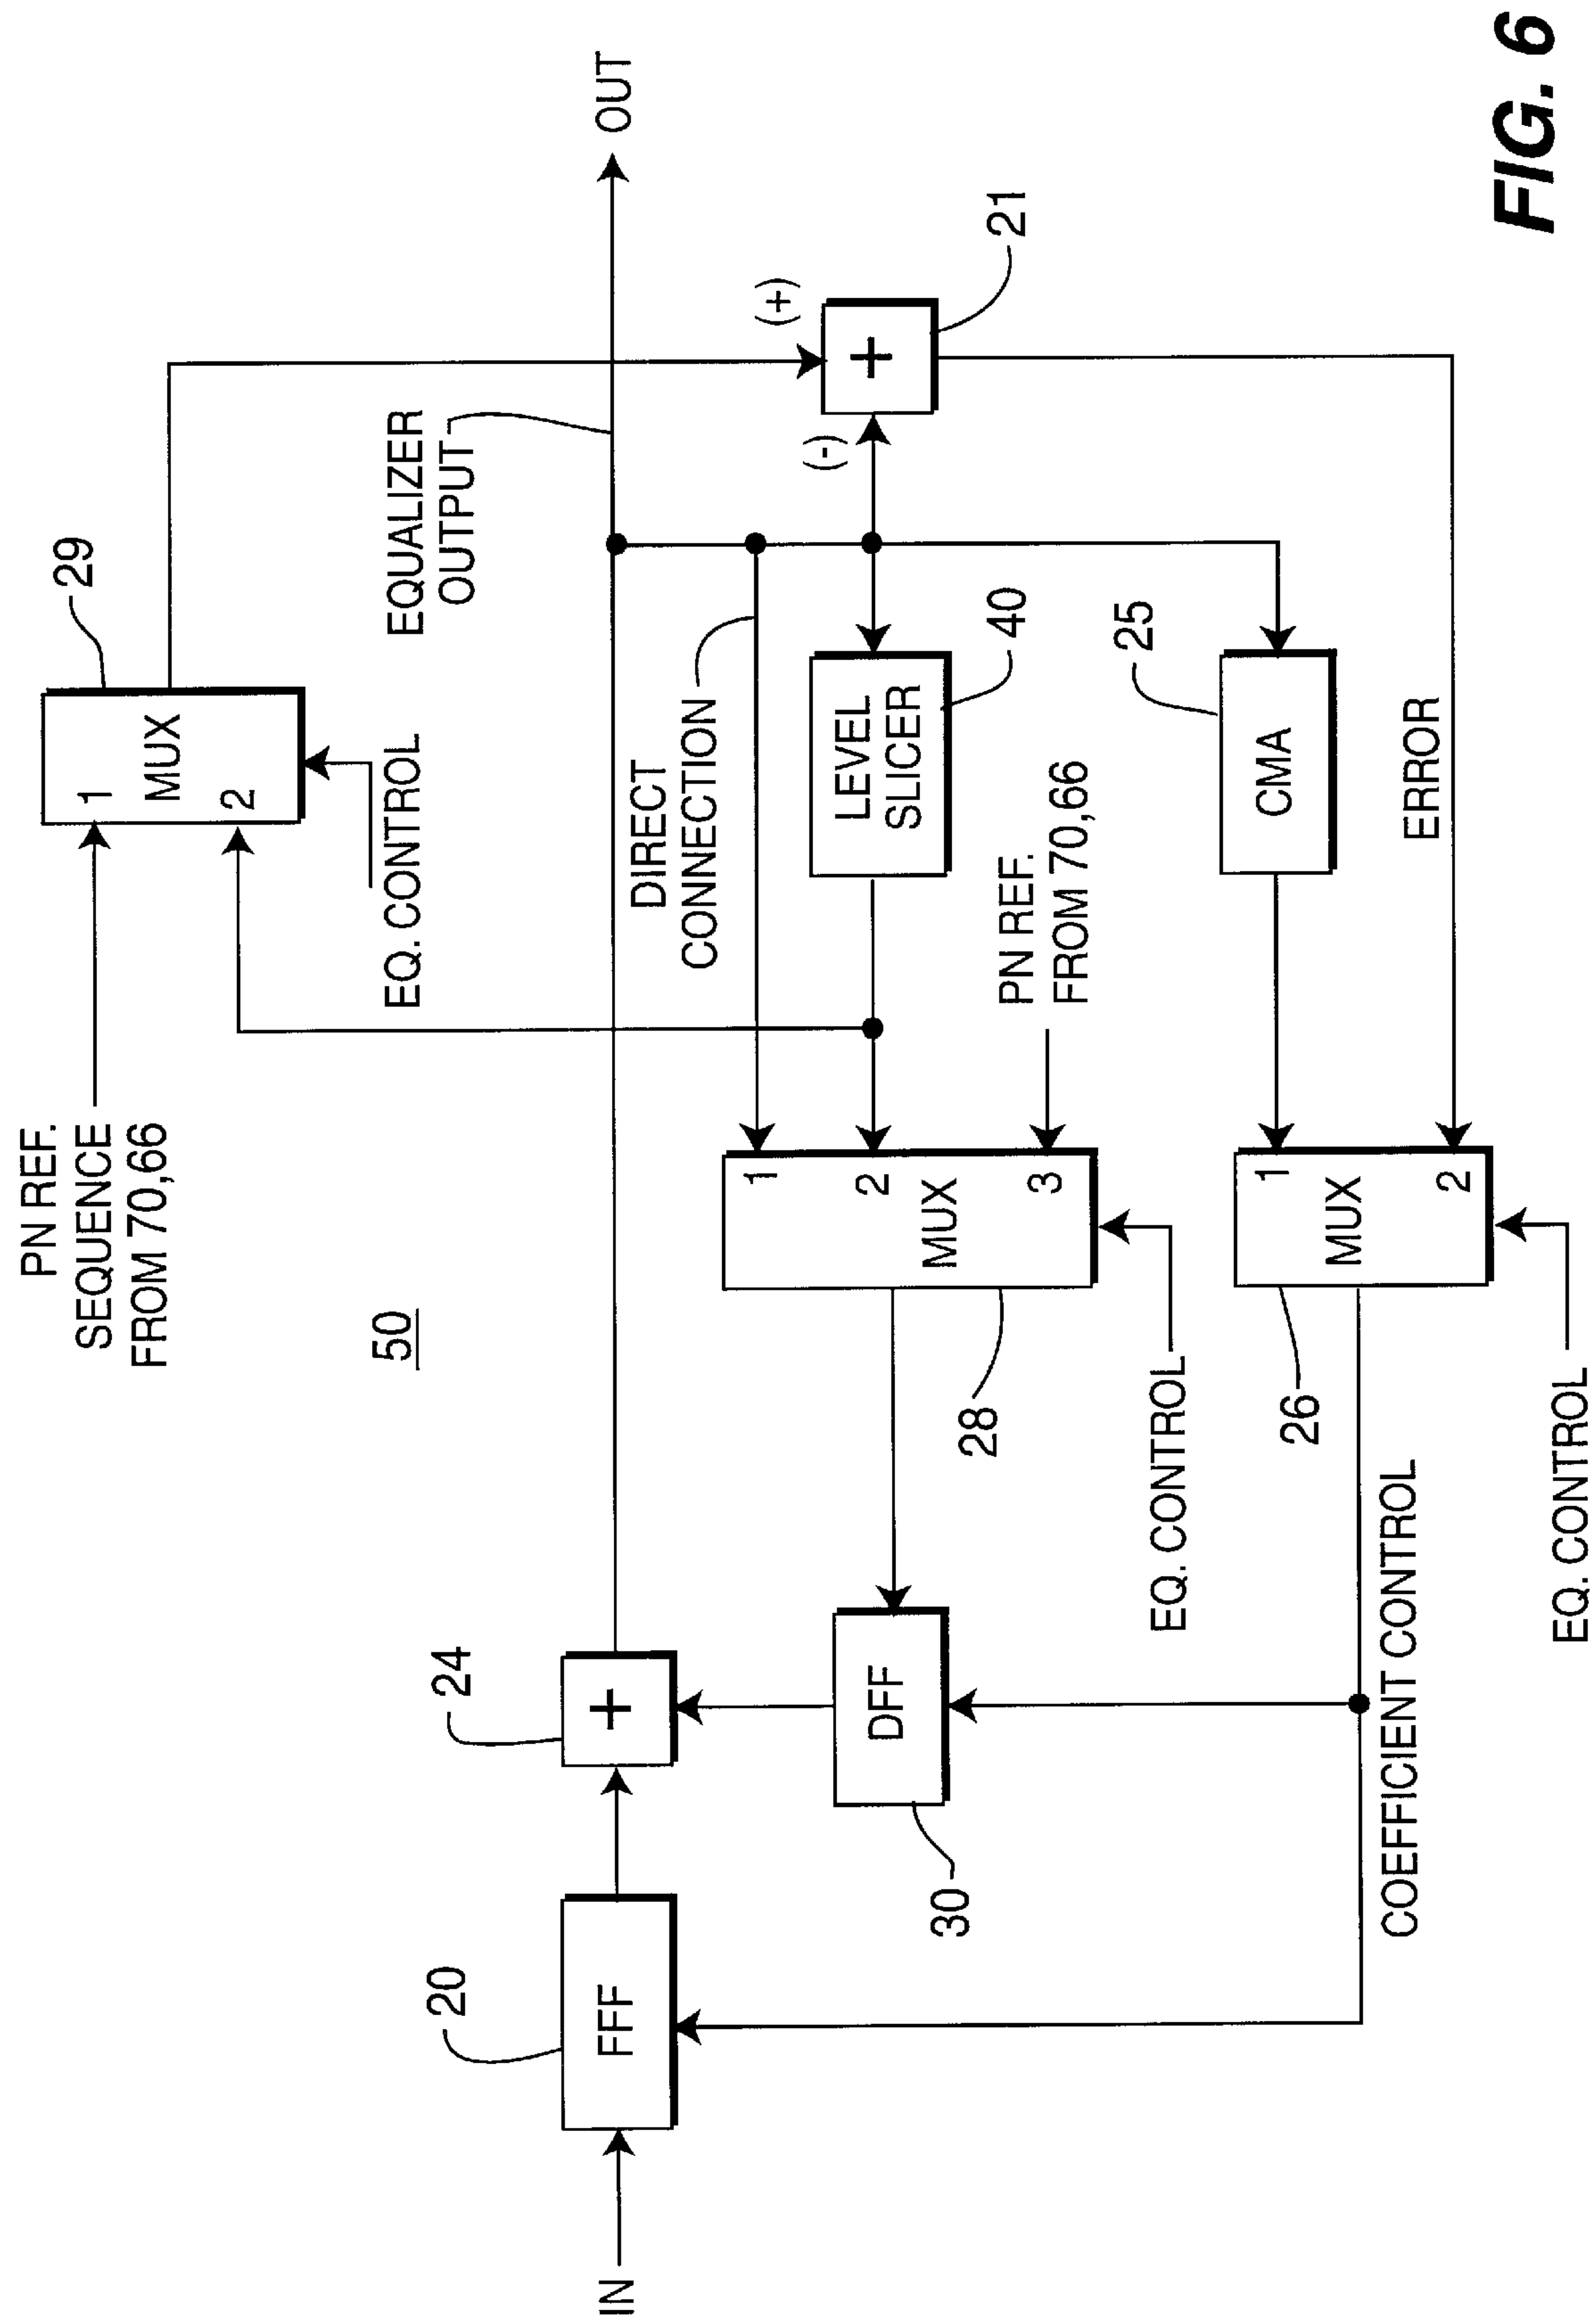 PN REF.
SEQUENCE
FROM 70,66
1
MUX
2
29
EQ. CONTROL
50
EQUALIZER
OUTPUT
IN
FFF
20
+
24
OUT
DIRECT
CONNECTION
(+)
(-)
+
21
DFF
30
1
2
MUX
3
28
LEVEL
SLICER
40
PN REF.
FROM 70,66
EQ. CONTROL
CMA
25
1
MUX
2
26
ERROR
COEFFICIENT CONTROL
EQ. CONTROL
FIG. 6